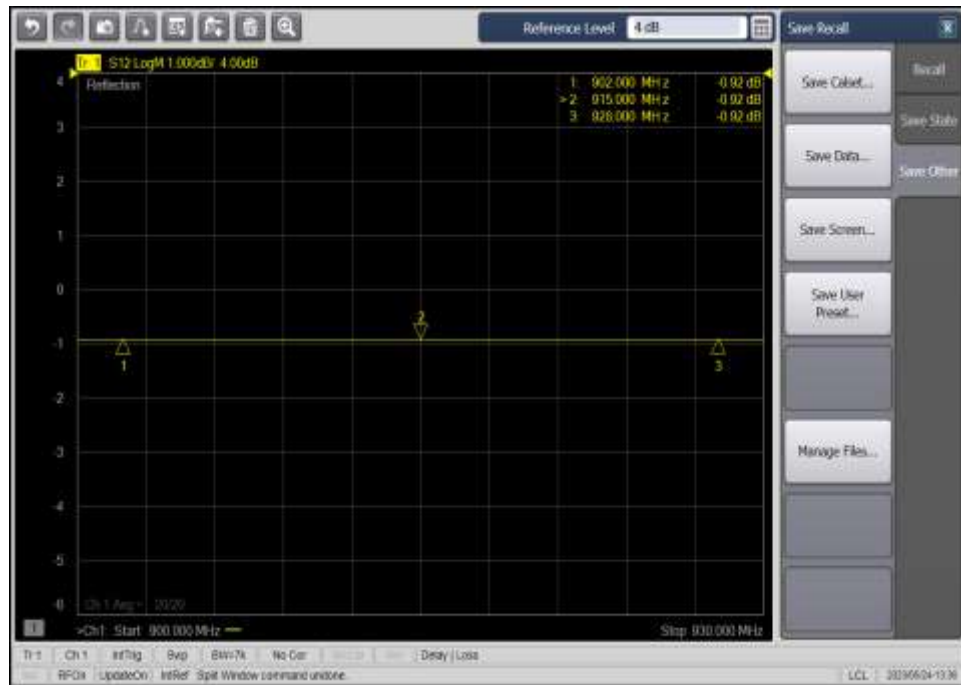 Reference Level 4 dB
Save Recall
Tr 1 S12 LogM 1.000dB/ 4.00dB
Reflection
1: 902.000 MHz -0.92 dB
>2: 915.000 MHz -0.92 dB
3: 928.000 MHz -0.92 dB
4
3
2
1
0
-1
-2
-3
-4
-5
-6
2
1
3
Ch 1 Avg= 20/20
1
>Ch1: Start 900.000 MHz
Stop 930.000 MHz
Save Calset...
Save Data...
Save Screen...
Save User
Preset...
Manage Files...
Recall
Save State
Save Other
Tr 1 Ch 1 IntTrig Swp BW=7k No Cor Delay | Loss
RFOn UpdateOn IntRef Split Window command undone. LCL